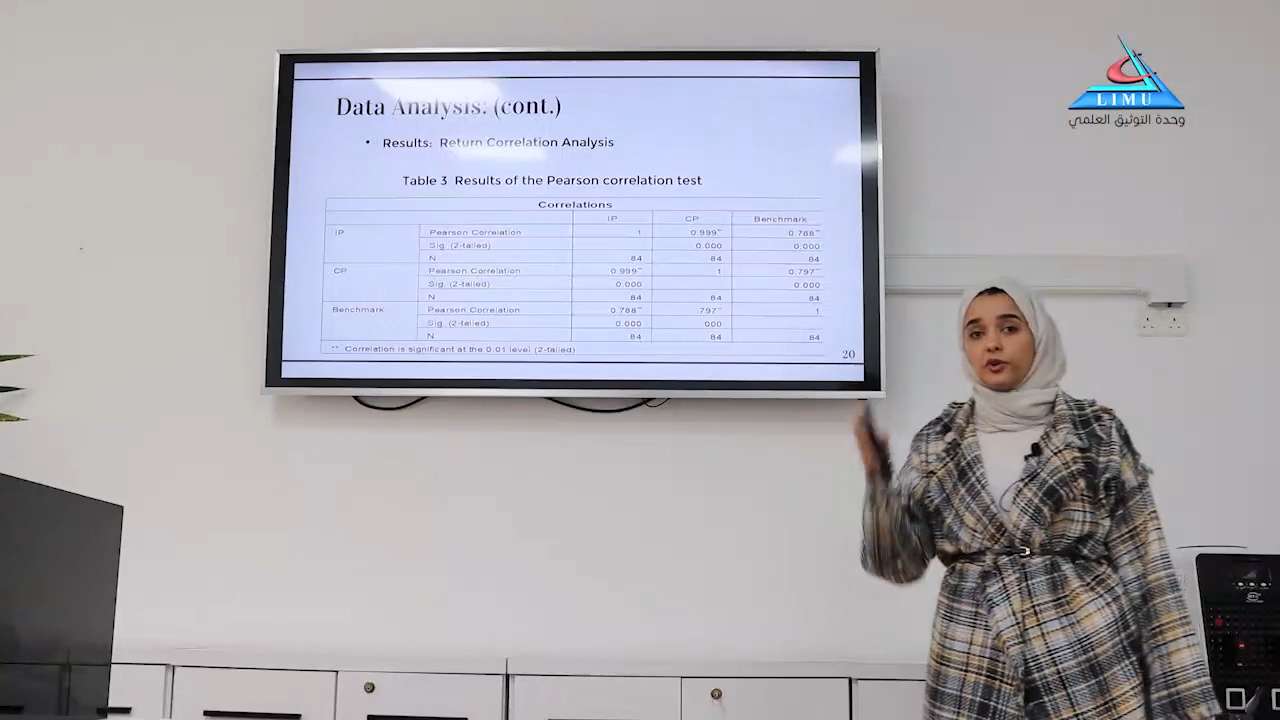 LIMU
وحدة التوثيق العلمي
Data Analysis: (cont.)
• Results: Return Correlation Analysis
Table 3 Results of the Pearson correlation test
Correlations
IP CP Benchmark
IP Pearson Correlation 1 0.999** 0.788**
Sig. (2-tailed) 0.000 0.000
N 84 84 84
CP Pearson Correlation 0.999** 1 0.797**
Sig. (2-tailed) 0.000 0.000
N 84 84 84
Benchmark Pearson Correlation 0.788** 797** 1
Sig. (2-tailed) 0.000 000
N 84 84 84
** Correlation is significant at the 0.01 level (2-tailed)
20